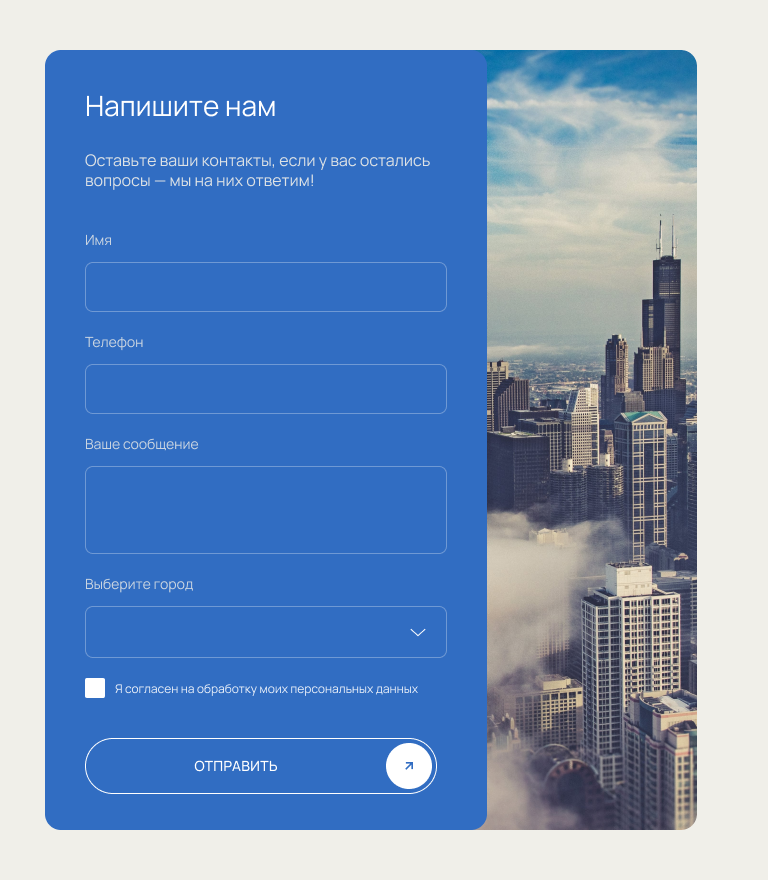 Напишите нам
Оставьте ваши контакты, если у вас остались
вопросы — мы на них ответим!
Имя
Телефон
Ваше сообщение
Выберите город
Я согласен на обработку моих персональных данных
ОТПРАВИТЬ